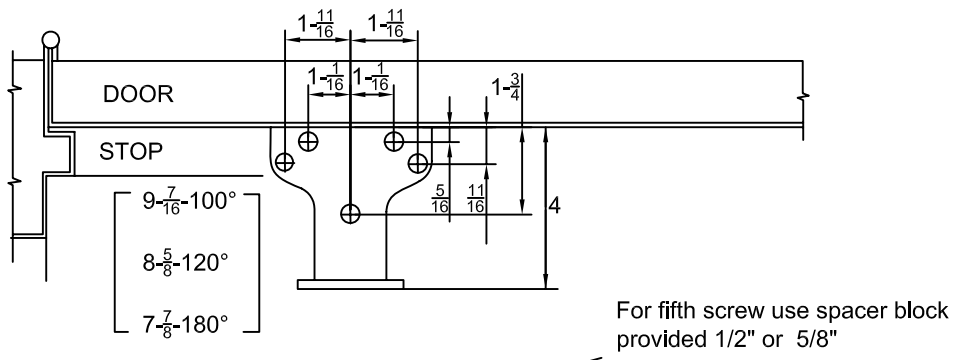 1-11/16 1-11/16
1-1/16 1-1/16
1-3/4
DOOR
STOP
9-7/16-100°
5/16 11/16
4
8-5/8-120°
7-7/8-180°
For fifth screw use spacer block
provided 1/2" or 5/8"